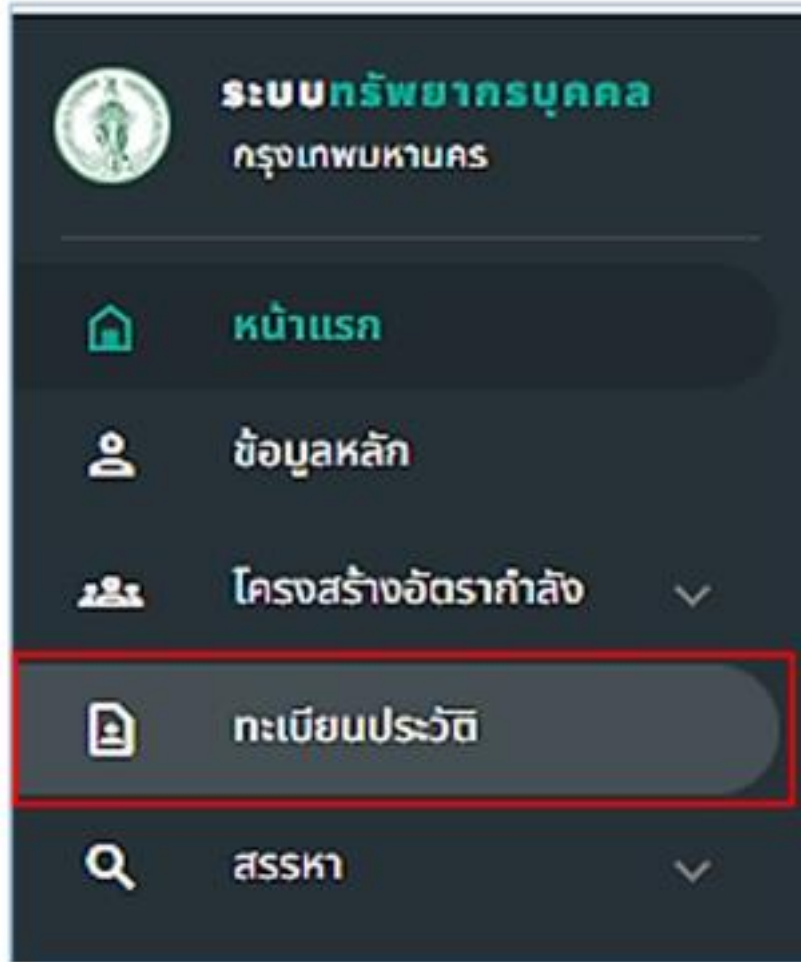 ระบบทรัพยากรบุคคล
กรุงเทพมหานคร
หน้าแรก
ข้อมูลหลัก
โครงสร้างอัตรากำลัง
ทะเบียนประวัติ
สรรหา